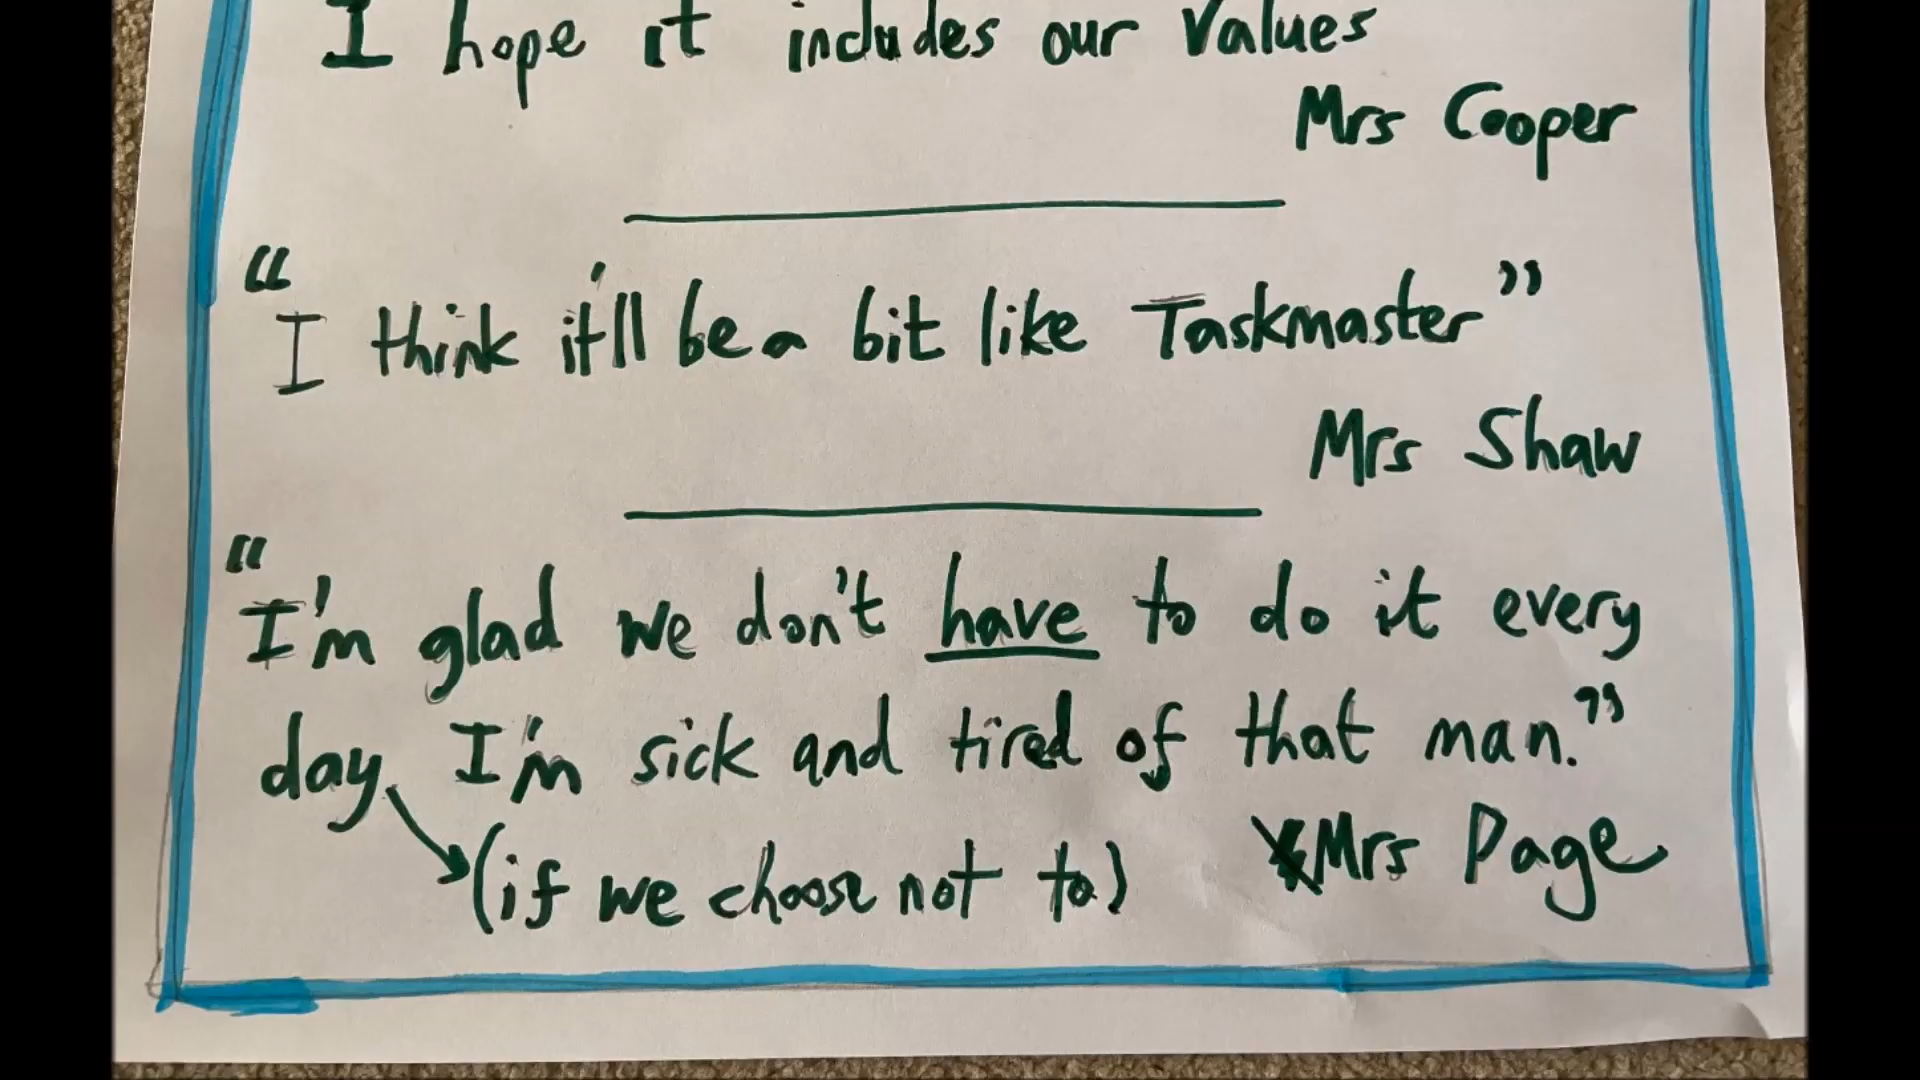 I hope it includes our values
Mrs Cooper
"I think it'll be a bit like Taskmaster"
Mrs Shaw
"I'm glad we don't have to do it every
day. I'm sick and tired of that man."
(if we choose not to) Mrs Page